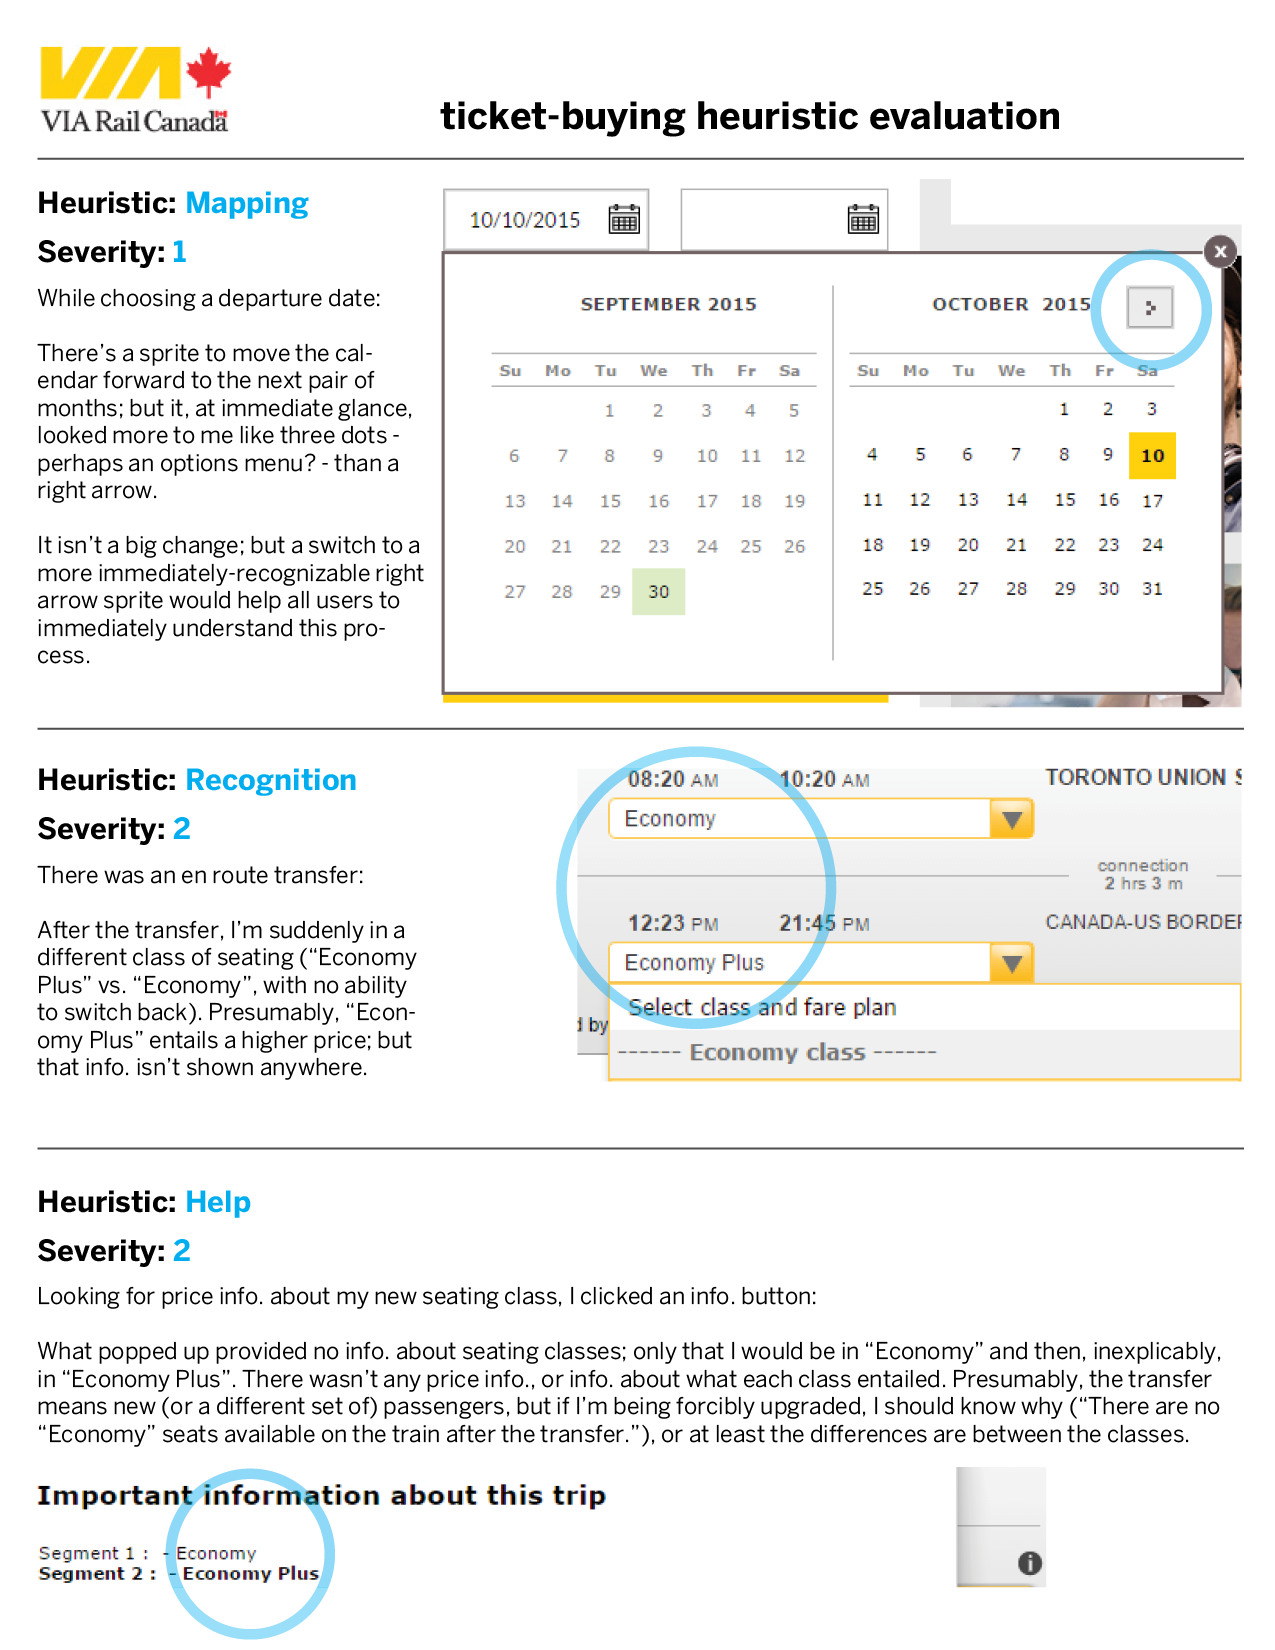 VIA
VIA Rail Canada
ticket-buying heuristic evaluation
Heuristic: Mapping
Severity: 1
While choosing a departure date:
There's a sprite to move the cal-
endar forward to the next pair of
months; but it, at immediate glance,
looked more to me like three dots -
perhaps an options menu? - than a
right arrow.
It isn't a big change; but a switch to a
more immediately-recognizable right
arrow sprite would help all users to
immediately understand this pro-
cess.
10/10/2015
x
SEPTEMBER 2015
Su Mo Tu We Th Fr Sa
1 2 3 4 5
6 7 8 9 10 11 12
13 14 15 16 17 18 19
20 21 22 23 24 25 26
27 28 29 30
OCTOBER 2015
>
Su Mo Tu We Th Fr Sa
1 2 3
4 5 6 7 8 9 10
11 12 13 14 15 16 17
18 19 20 21 22 23 24
25 26 27 28 29 30 31
Heuristic: Recognition
Severity: 2
There was an en route transfer:
After the transfer, I'm suddenly in a
different class of seating (“Economy
Plus” vs. “Economy”, with no ability
to switch back). Presumably, “Econ-
omy Plus” entails a higher price; but
that info. isn't shown anywhere.
08:20 AM 10:20 AM TORONTO UNION S
Economy
connection
2 hrs 3 m
12:23 PM 21:45 PM CANADA-US BORDER
Economy Plus
Select class and fare plan
d by
------ Economy class ------
Heuristic: Help
Severity: 2
Looking for price info. about my new seating class, I clicked an info. button:
What popped up provided no info. about seating classes; only that I would be in “Economy” and then, inexplicably,
in “Economy Plus”. There wasn't any price info., or info. about what each class entailed. Presumably, the transfer
means new (or a different set of) passengers, but if I'm being forcibly upgraded, I should know why (“There are no
“Economy” seats available on the train after the transfer.”), or at least the differences are between the classes.
Important information about this trip
Segment 1 : - Economy
Segment 2 : - Economy Plus
i